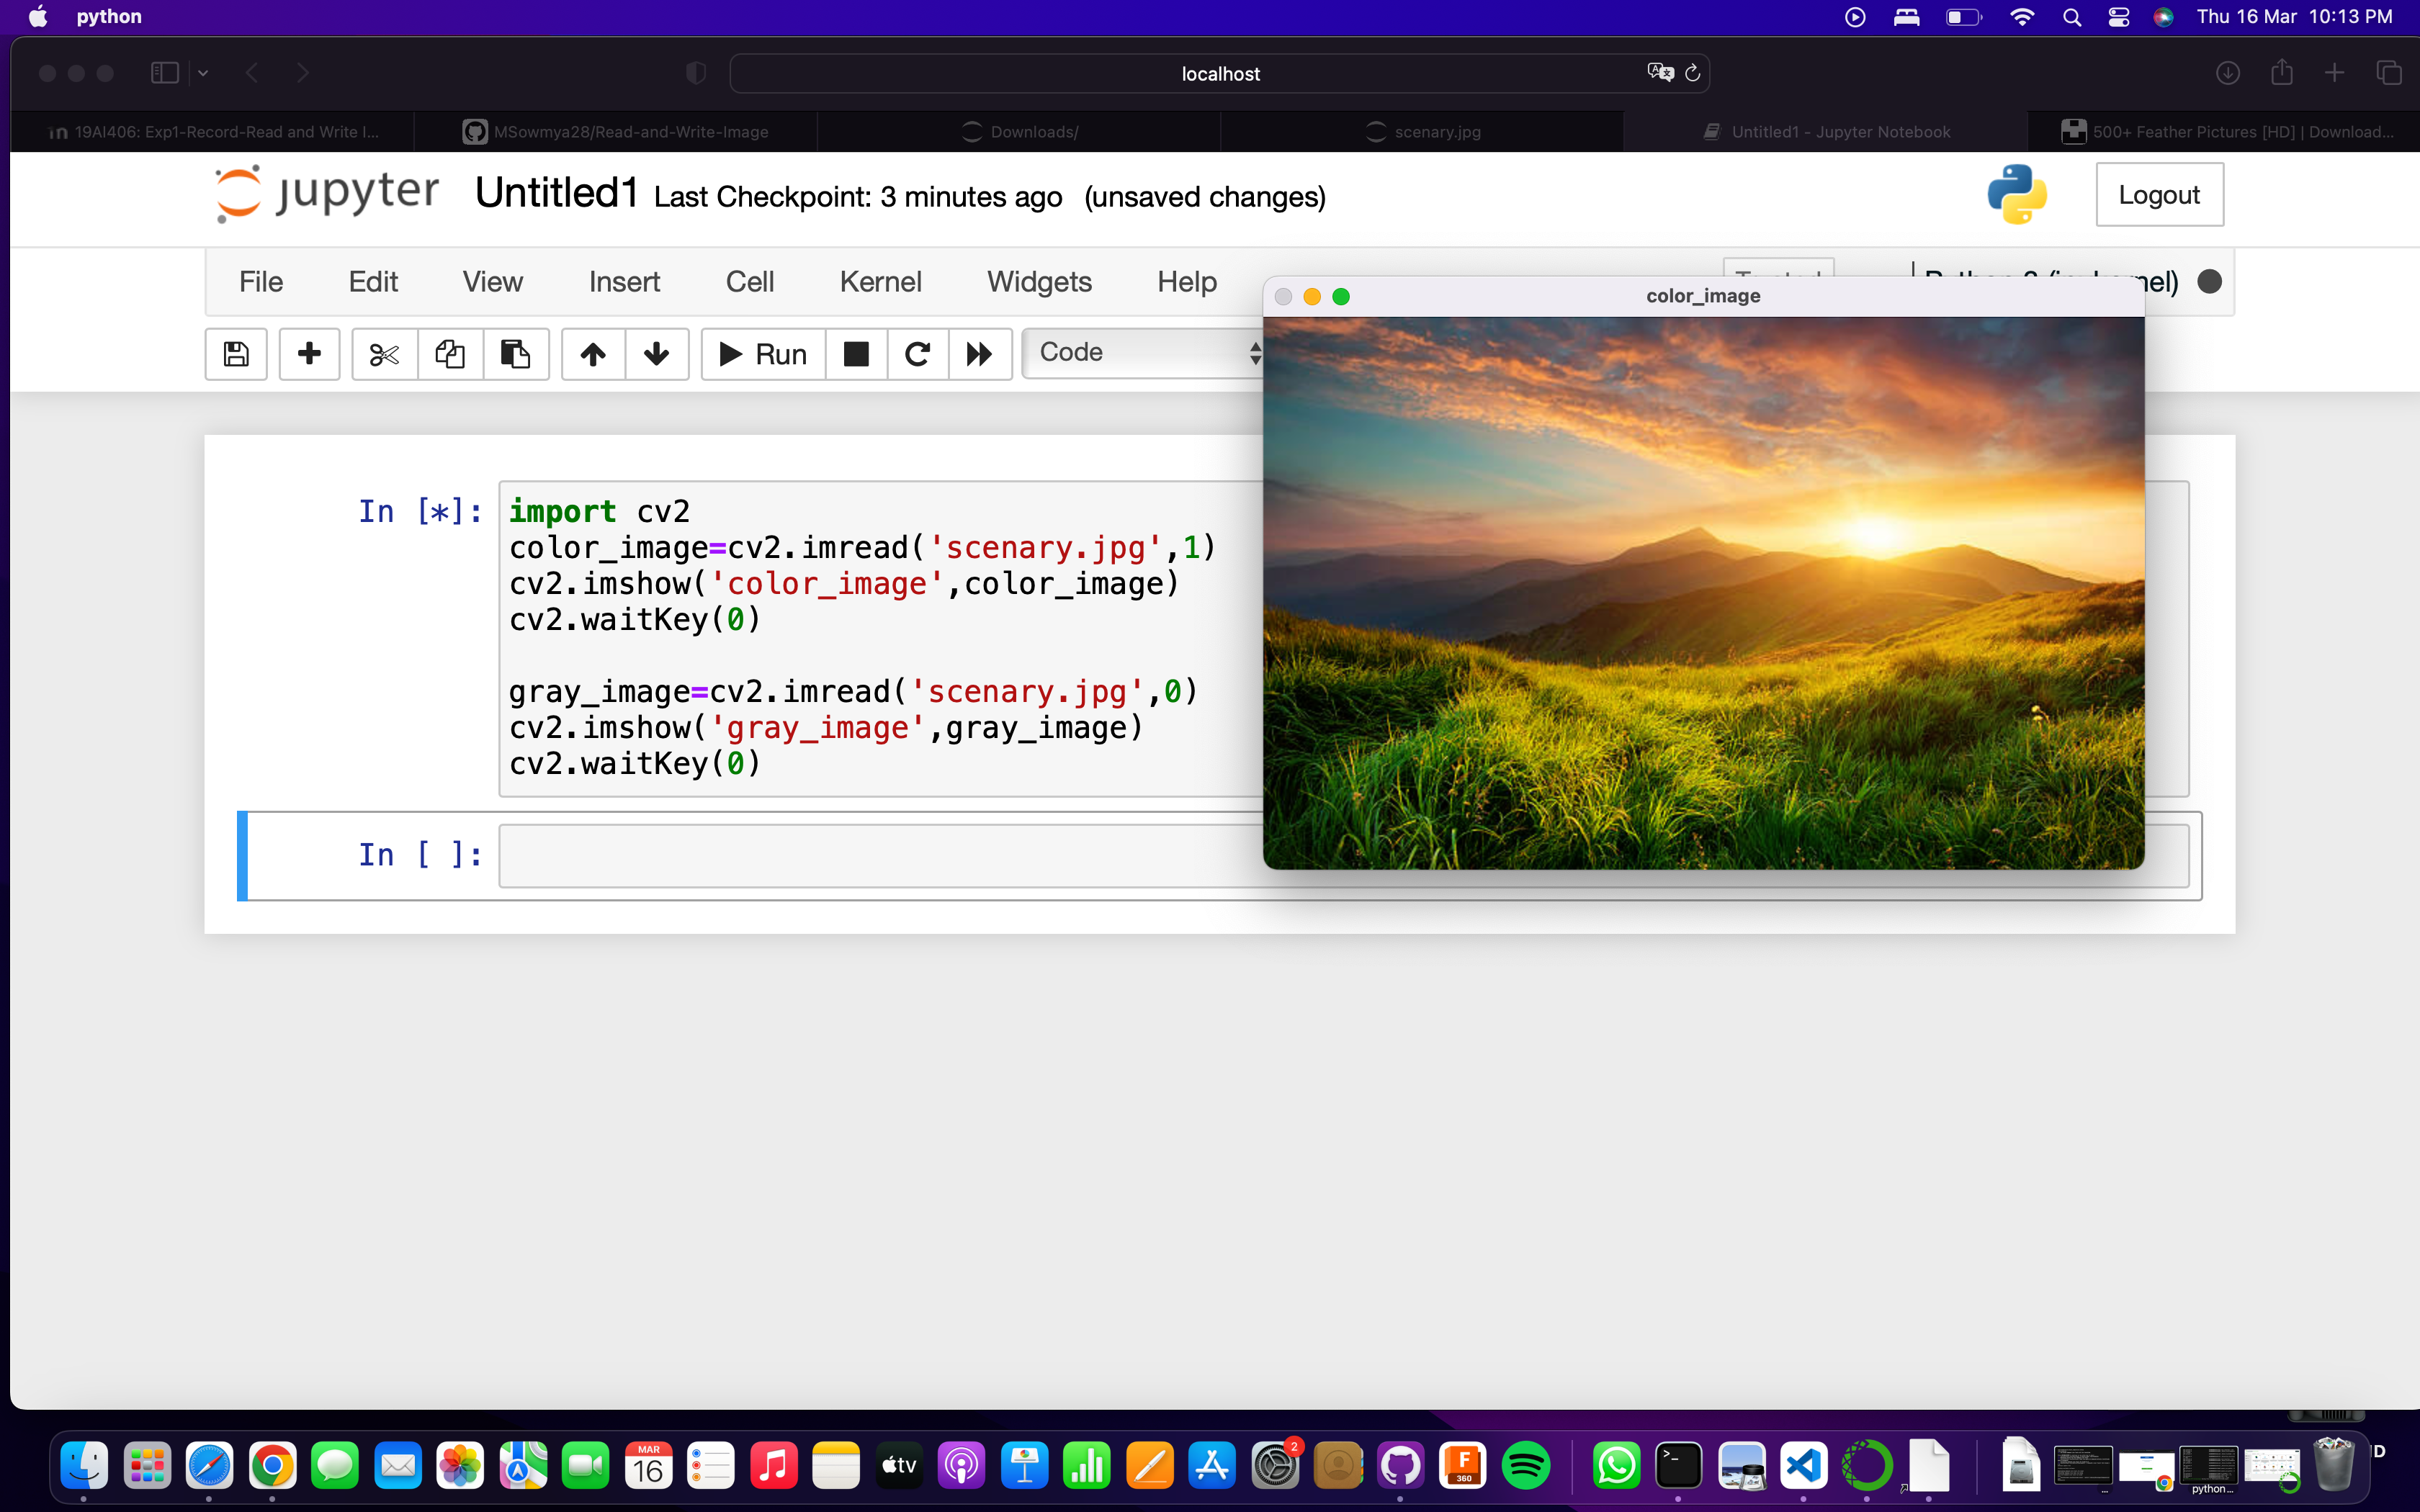 python
Thu 16 Mar 10:13 PM
localhost
19AI406: Exp1-Record-Read and Write I...
MSowmya28/Read-and-Write-Image
Downloads/
scenary.jpg
Untitled1 - Jupyter Notebook
500+ Feather Pictures [HD] | Download...
jupyter Untitled1 Last Checkpoint: 3 minutes ago (unsaved changes)
Logout
File Edit View Insert Cell Kernel Widgets Help
Run
Code
color_image
In [*]:
import cv2
color_image=cv2.imread('scenary.jpg',1)
cv2.imshow('color_image',color_image)
cv2.waitKey(0)
gray_image=cv2.imread('scenary.jpg',0)
cv2.imshow('gray_image',gray_image)
cv2.waitKey(0)
In [ ]:
MAR
16
tv
2
F
360
python...